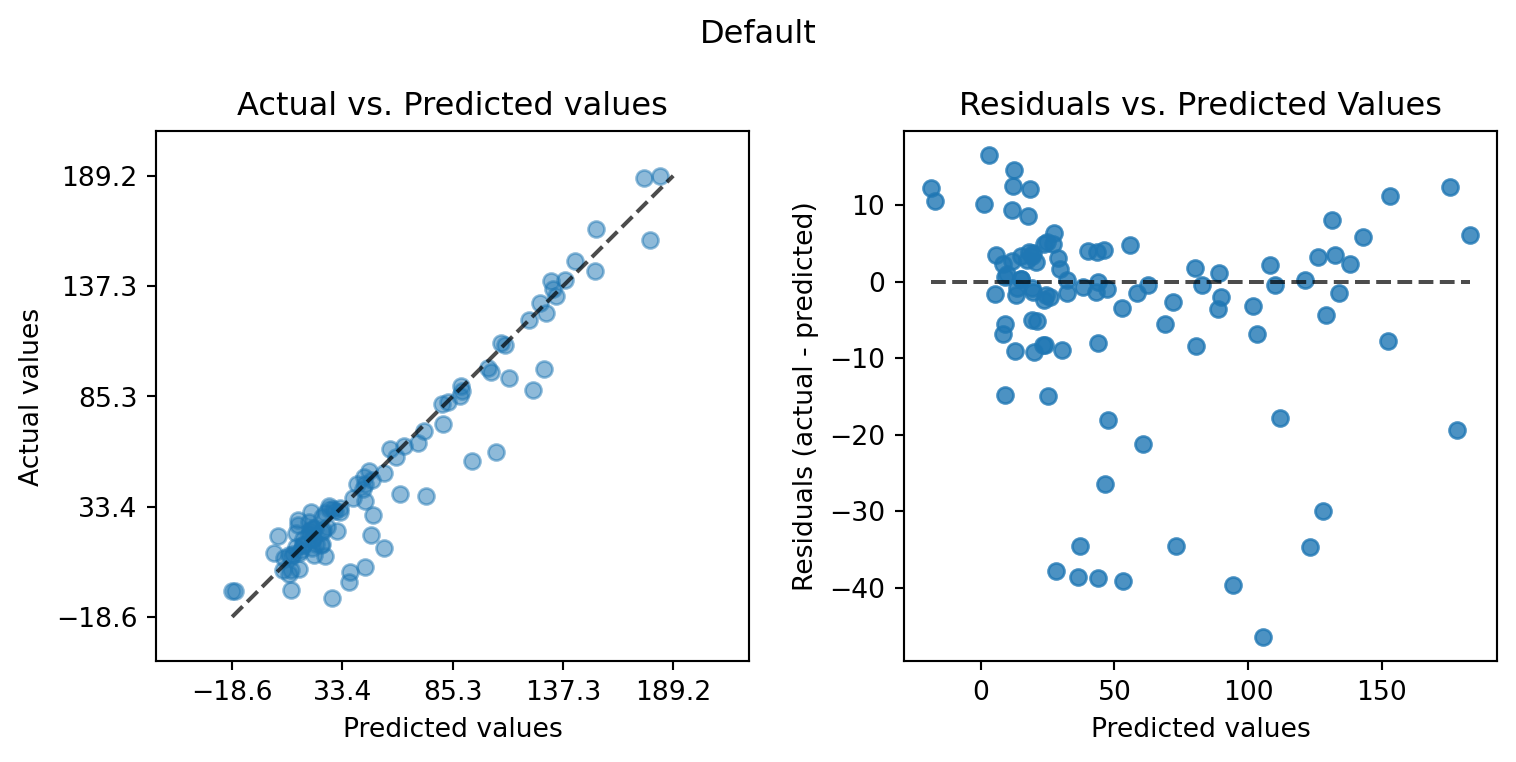 Default
Actual vs. Predicted values
Actual values
189.2
137.3
85.3
33.4
−18.6
−18.6 33.4 85.3 137.3 189.2
Predicted values
Residuals vs. Predicted Values
Residuals (actual - predicted)
10
0
−10
−20
−30
−40
0 50 100 150
Predicted values